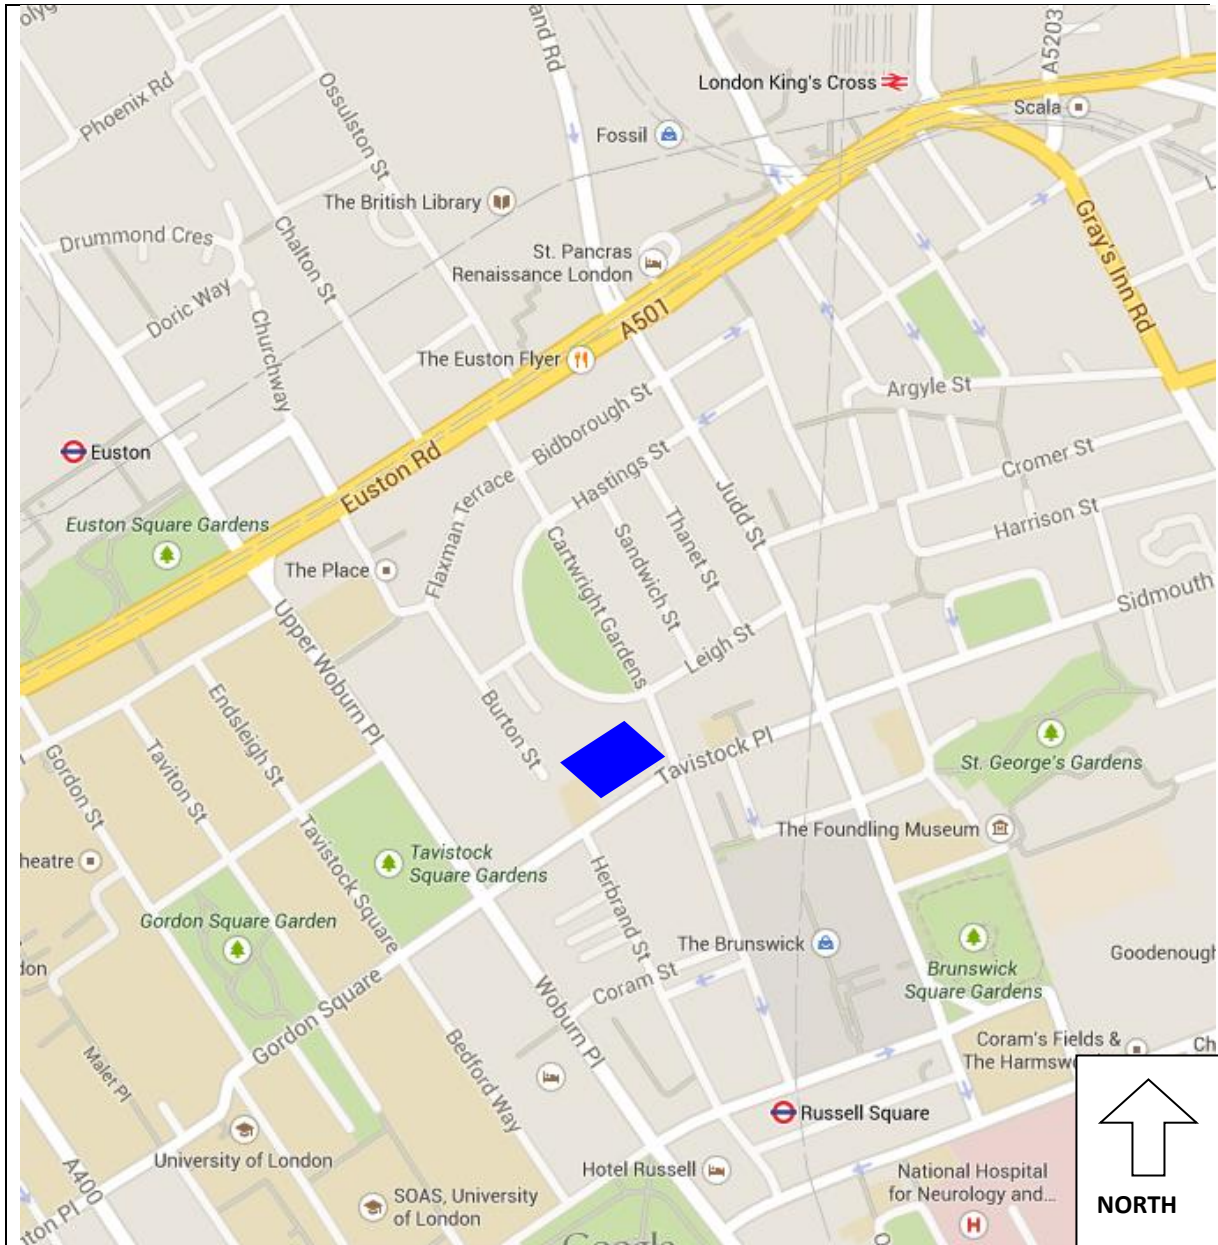 Phoenix Rd
Ossulston St
and Rd
London King's Cross
A5203
Scala
Fossil
The British Library
Drummond Cres
Chalton St
St. Pancras
Renaissance London
Gray's Inn Rd
Doric Way
Churchway
A501
The Euston Flyer
Argyle St
Bidborough St
Euston
Euston Rd
Hastings St
Cromer St
Judd St
Harrison St
Euston Square Gardens
Flaxman Terrace
Thanet St
Sandwich St
Cartwright Gardens
The Place
Sidmouth
Upper Woburn Pl
Leigh St
Endsleigh St
Burton St
Tavistock Pl
St. George's Gardens
Gordon St
Taviton St
Tavistock Square
The Foundling Museum
heatre
Tavistock
Square Gardens
Herbrand St
Gordon Square Garden
The Brunswick
Goodenough
don
Coram St
Brunswick
Square Gardens
Gordon Square
Woburn Pl
Bedford Way
Coram's Fields &
The Harmsw
Ch
Malet Pl
Russell Square
University of London
Hotel Russell
National Hospital
for Neurology and...
H
A400
SOAS, University
of London
NORTH
Google